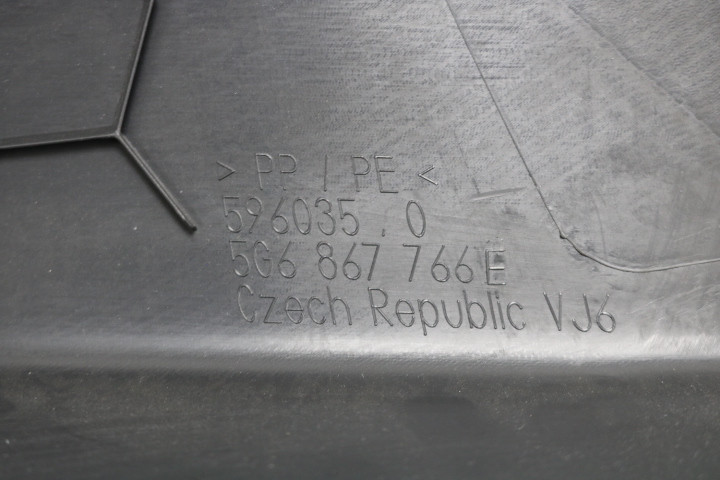 > PP / PE <
596035.0
5G6 867 766 E
Czech Republic VJ6